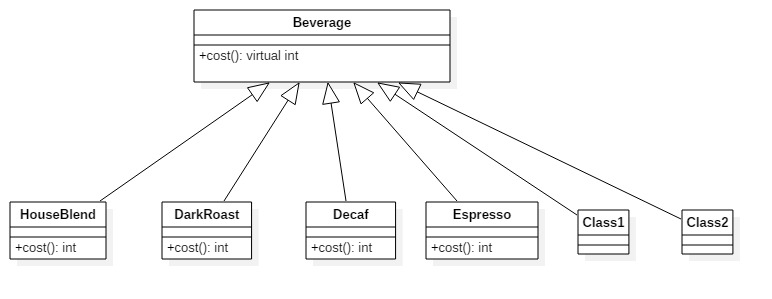 Beverage
+cost(): virtual int
HouseBlend
+cost(): int
DarkRoast
+cost(): int
Decaf
+cost(): int
Espresso
+cost(): int
Class1
Class2